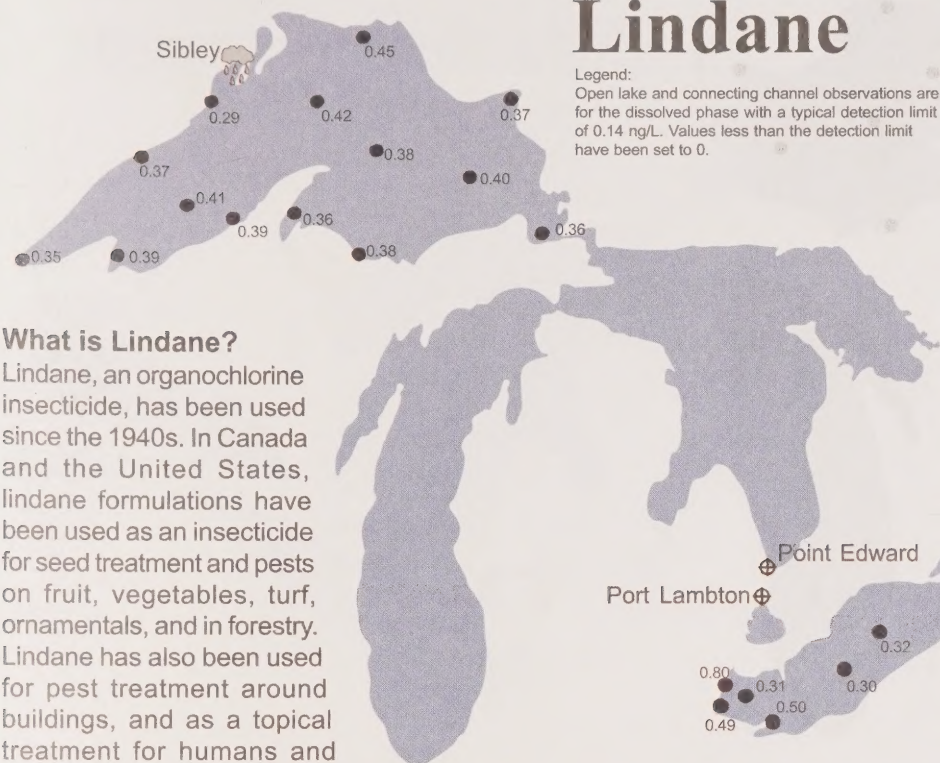 Lindane
Legend:
Open lake and connecting channel observations are
for the dissolved phase with a typical detection limit
of 0.14 ng/L. Values less than the detection limit
have been set to 0.
Sibley
0.45
0.29
0.42
0.37
0.38
0.37
0.40
0.41
0.39
0.36
0.36
0.35
0.39
0.38
What is Lindane?
Lindane, an organochlorine
insecticide, has been used
since the 1940s. In Canada
and the United States,
lindane formulations have
been used as an insecticide
for seed treatment and pests
on fruit, vegetables, turf,
ornamentals, and in forestry.
Lindane has also been used
for pest treatment around
buildings, and as a topical
treatment for humans and
Point Edward
Port Lambton
0.32
0.80
0.31
0.30
0.50
0.49